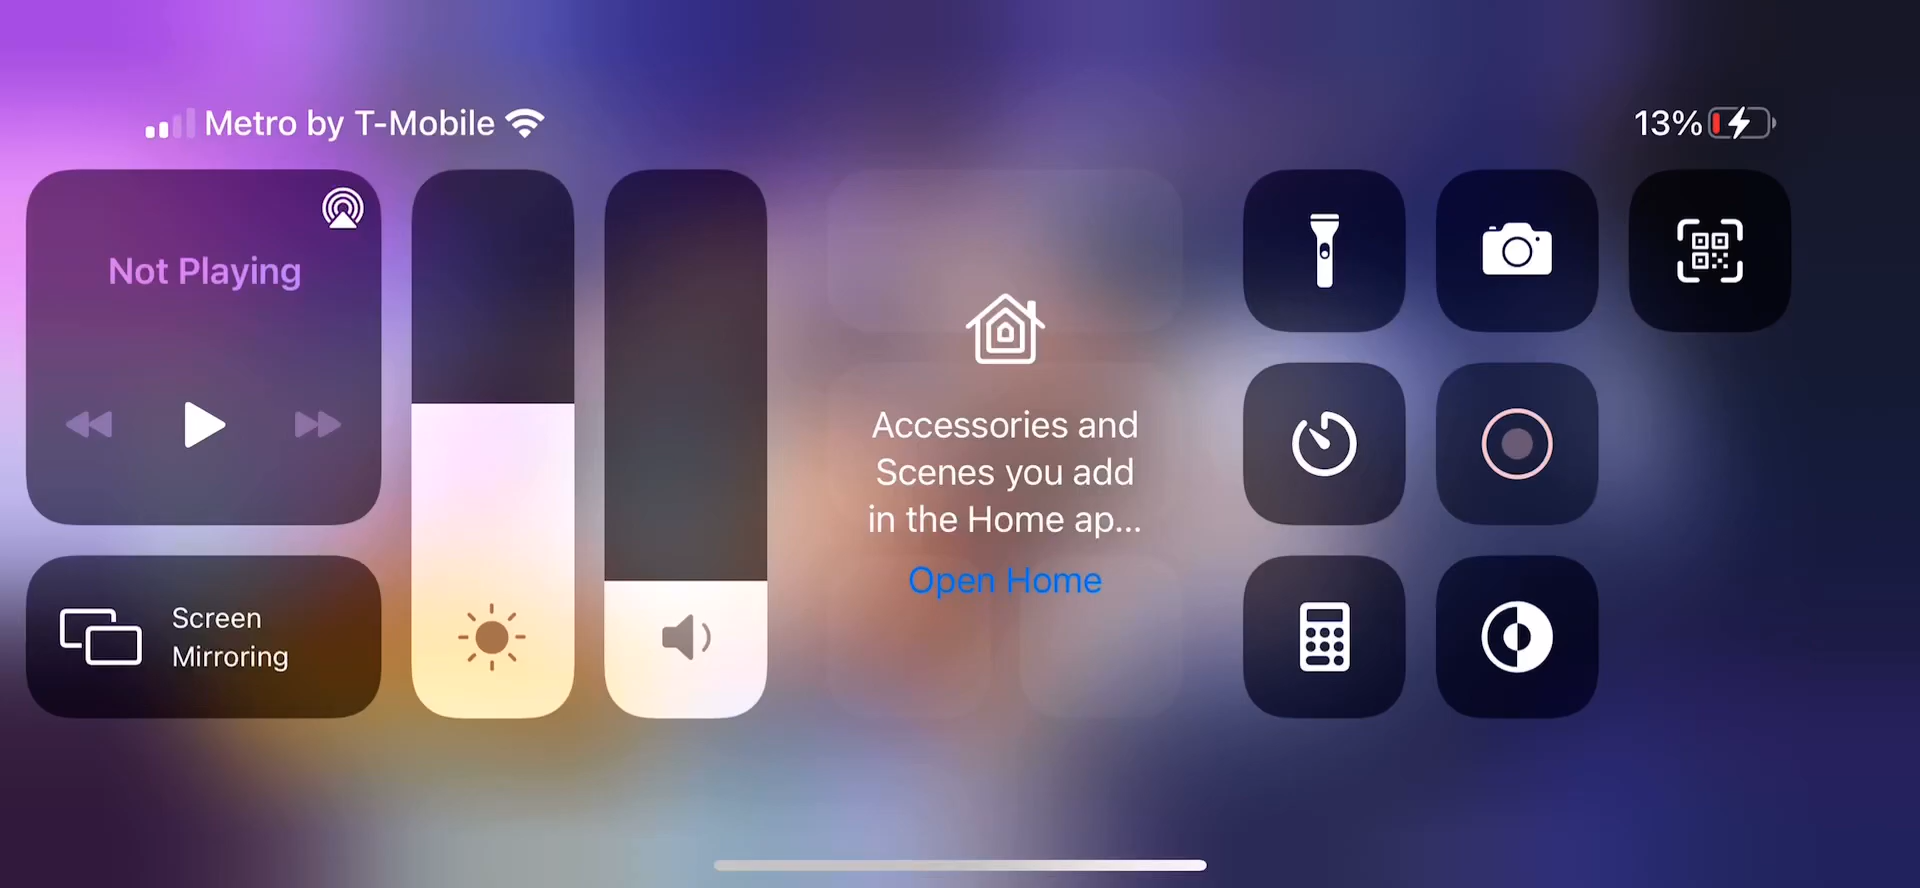 Metro by T-Mobile
13%
Not Playing
Screen
Mirroring
Accessories and
Scenes you add
in the Home ap...
Open Home